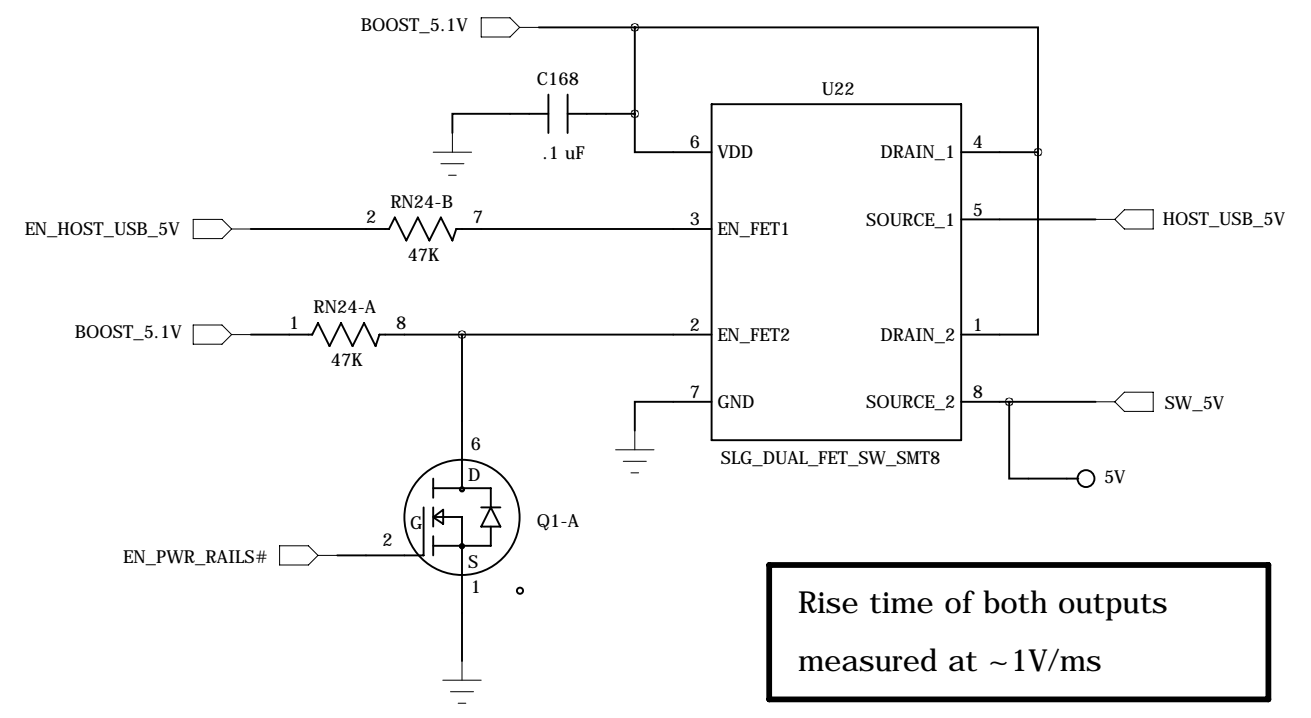 BOOST_5.1V
C168
.1 uF
U22
6
VDD
DRAIN_1
4
EN_HOST_USB_5V
RN24-B
2
7
47K
3
EN_FET1
SOURCE_1
5
HOST_USB_5V
BOOST_5.1V
RN24-A
1
8
47K
2
EN_FET2
DRAIN_2
1
7
GND
SOURCE_2
8
SW_5V
SLG_DUAL_FET_SW_SMT8
5V
6
D
G
Q1-A
EN_PWR_RAILS#
2
S
1
Rise time of both outputs
measured at ~1V/ms